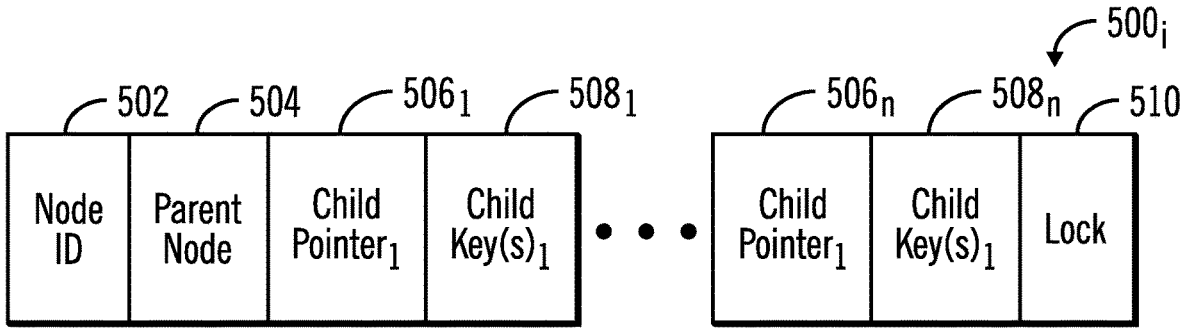 500i
502 504 506₁ 508₁ 506n 508n 510
Node ID Parent Node Child Pointer₁ Child Key(s)₁ Child Pointer₁ Child Key(s)₁ Lock